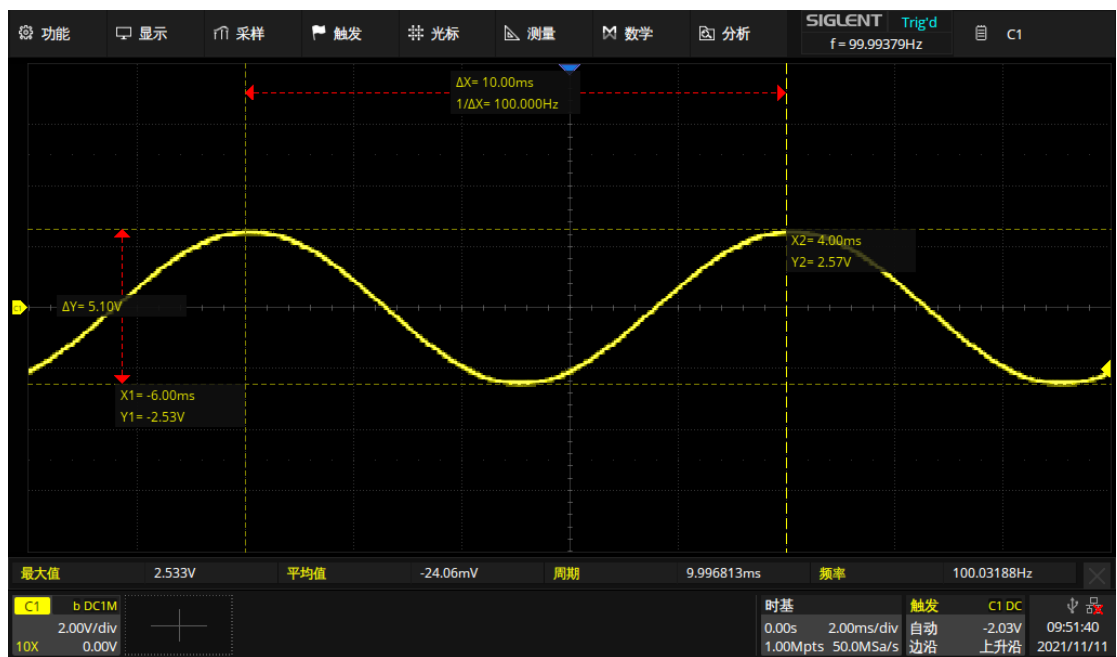 功能 显示 采样 触发 光标 测量 数学 分析 SIGLENT Trig'd C1
f = 99.99379Hz
ΔX= 10.00ms
1/ΔX= 100.000Hz
X2= 4.00ms
Y2= 2.57V
ΔY= 5.10V
X1= -6.00ms
Y1= -2.53V
最大值 2.533V 平均值 -24.06mV 周期 9.996813ms 频率 100.03188Hz
C1 b DC1M 时基 触发 C1 DC
2.00V/div 0.00s 2.00ms/div 自动 -2.03V 09:51:40
10X 0.00V 1.00Mpts 50.0MSa/s 边沿 上升沿 2021/11/11